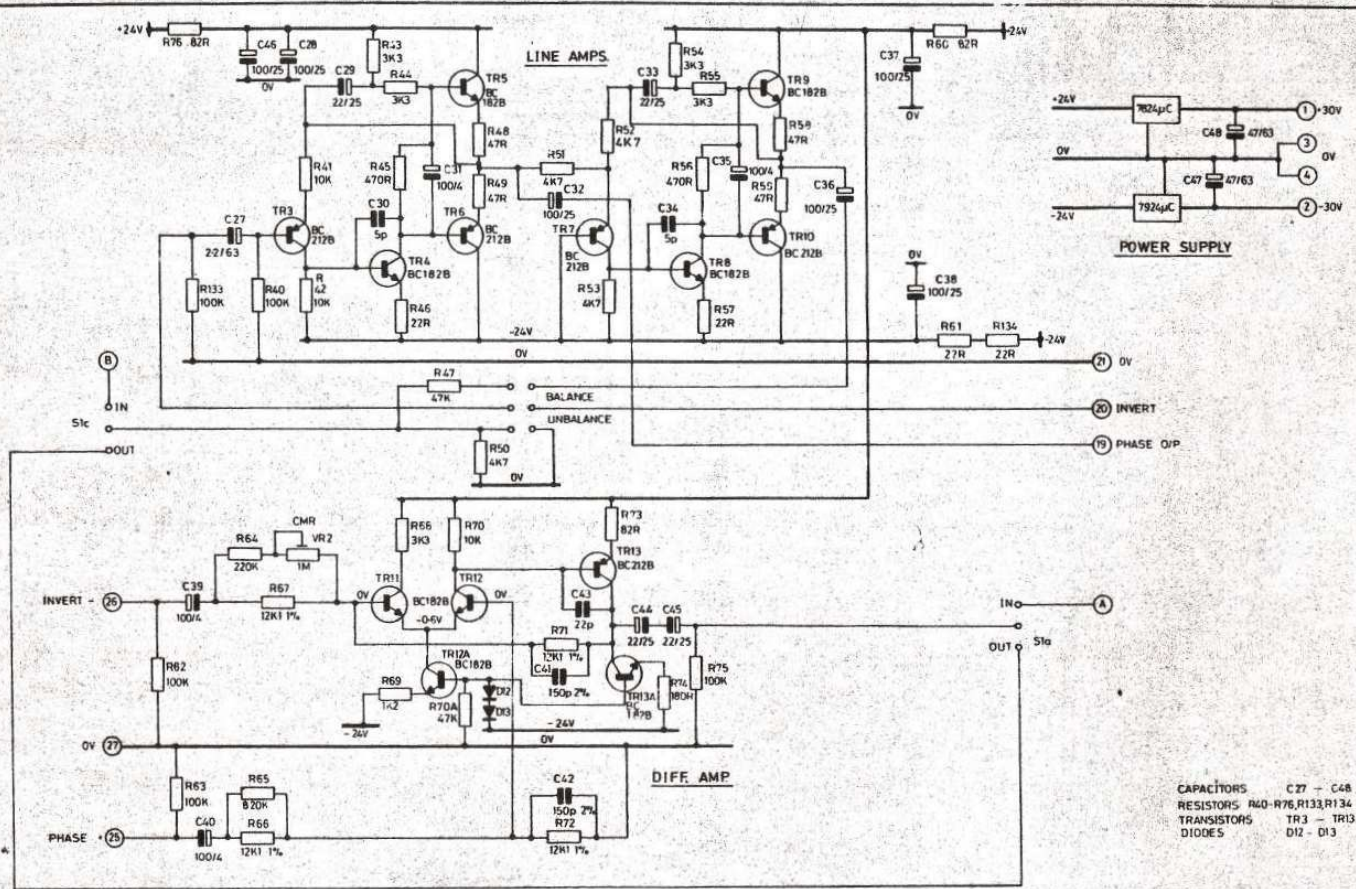 +24V
R76 82R
C46
100/25
C28
100/25
0V
R43
3K3
C29
22/25
R44
3K3
LINE AMPS.
TR5
BC
182B
R48
47R
R41
10K
R45
470R
C31
100/4
R49
47R
R51
4K7
C32
100/25
C27
2·2/63
TR3
BC
212B
C30
5p
TR6
BC
212B
TR4
BC182B
R133
100K
R40
100K
R
42
10K
R46
22R
-24V
0V
C33
22/25
R54
3K3
R55
3K3
TR9
BC182B
R52
4K7
R58
47R
R56
470R
C35
100/4
R59
47R
C36
100/25
TR7
BC
212B
C34
5p
TR10
BC212B
TR8
BC182B
R53
4K7
R57
22R
C37
100/25
0V
R60 82R
-24V
0V
C38
100/25
R61
22R
R134
22R
-24V
+24V
7824µC
1 +30V
C48 47/63
3
0V
0V
4
C47 47/63
-24V
7924µC
2 -30V
POWER SUPPLY
21 0V
B
IN
S1c
OUT
R47
47K
BALANCE
UNBALANCE
R50
4K7
0V
20 INVERT
19 PHASE O/P
CMR
R64
220K
VR2
1M
INVERT - 26
C39
100/4
R67
12K1 1%
R62
100K
R66
3K3
R70
10K
R73
82R
TR13
BC212B
0V
TR11
BC182B
TR12
0V
-0·6V
C43
22p
C44
22/25
C45
22/25
R71
12K1 1%
C41
150p 2%
TR12A
BC182B
R69
1K2
-24V
R70A
47K
D12
D13
TR13A
BC
182B
R74
180R
R75
100K
-24V
0V
IN
A
S1a
OUT
0V 27
R63
100K
R65
820K
PHASE + 25
C40
100/4
R66
12K1 1%
C42
150p 2%
R72
12K1 1%
DIFF. AMP
CAPACITORS C27 - C48
RESISTORS R40-R76,R133,R134
TRANSISTORS TR3 - TR13
DIODES D12 - D13